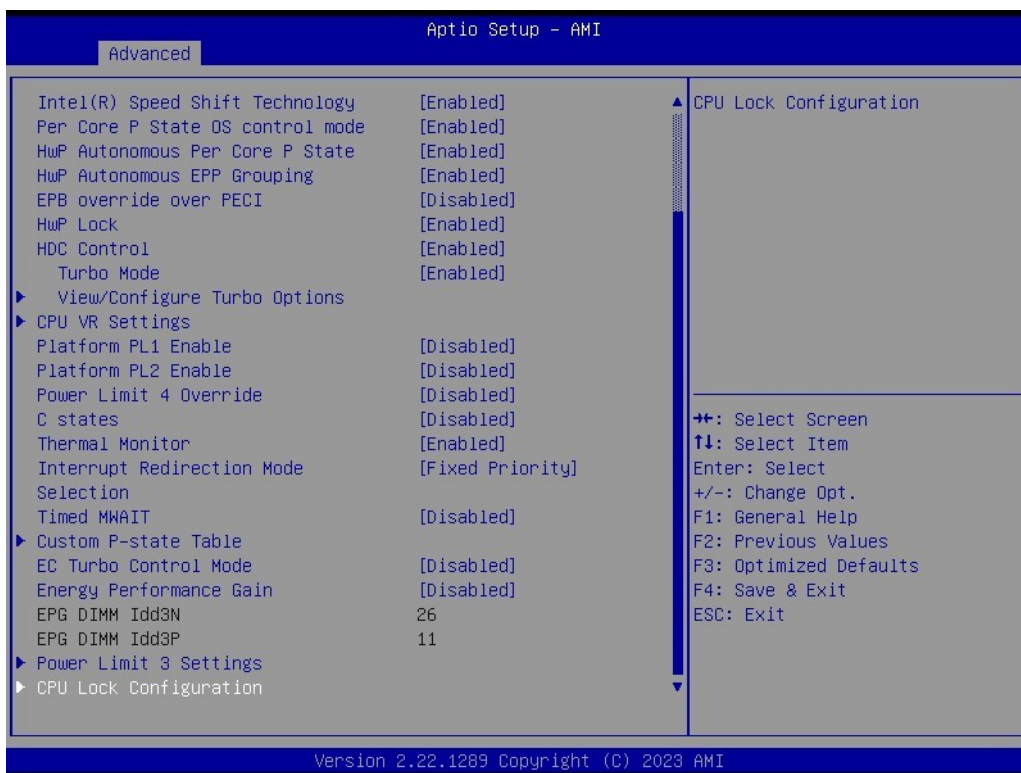 Aptio Setup – AMI
Advanced
Intel(R) Speed Shift Technology [Enabled]
Per Core P State OS control mode [Enabled]
HwP Autonomous Per Core P State [Enabled]
HwP Autonomous EPP Grouping [Enabled]
EPB override over PECI [Disabled]
HwP Lock [Enabled]
HDC Control [Enabled]
Turbo Mode [Enabled]
View/Configure Turbo Options
CPU VR Settings
Platform PL1 Enable [Disabled]
Platform PL2 Enable [Disabled]
Power Limit 4 Override [Disabled]
C states [Disabled]
Thermal Monitor [Enabled]
Interrupt Redirection Mode [Fixed Priority]
Selection
Timed MWAIT [Disabled]
Custom P-state Table
EC Turbo Control Mode [Disabled]
Energy Performance Gain [Disabled]
EPG DIMM Idd3N 26
EPG DIMM Idd3P 11
Power Limit 3 Settings
CPU Lock Configuration
CPU Lock Configuration
→←: Select Screen
↑↓: Select Item
Enter: Select
+/-: Change Opt.
F1: General Help
F2: Previous Values
F3: Optimized Defaults
F4: Save & Exit
ESC: Exit
Version 2.22.1289 Copyright (C) 2023 AMI